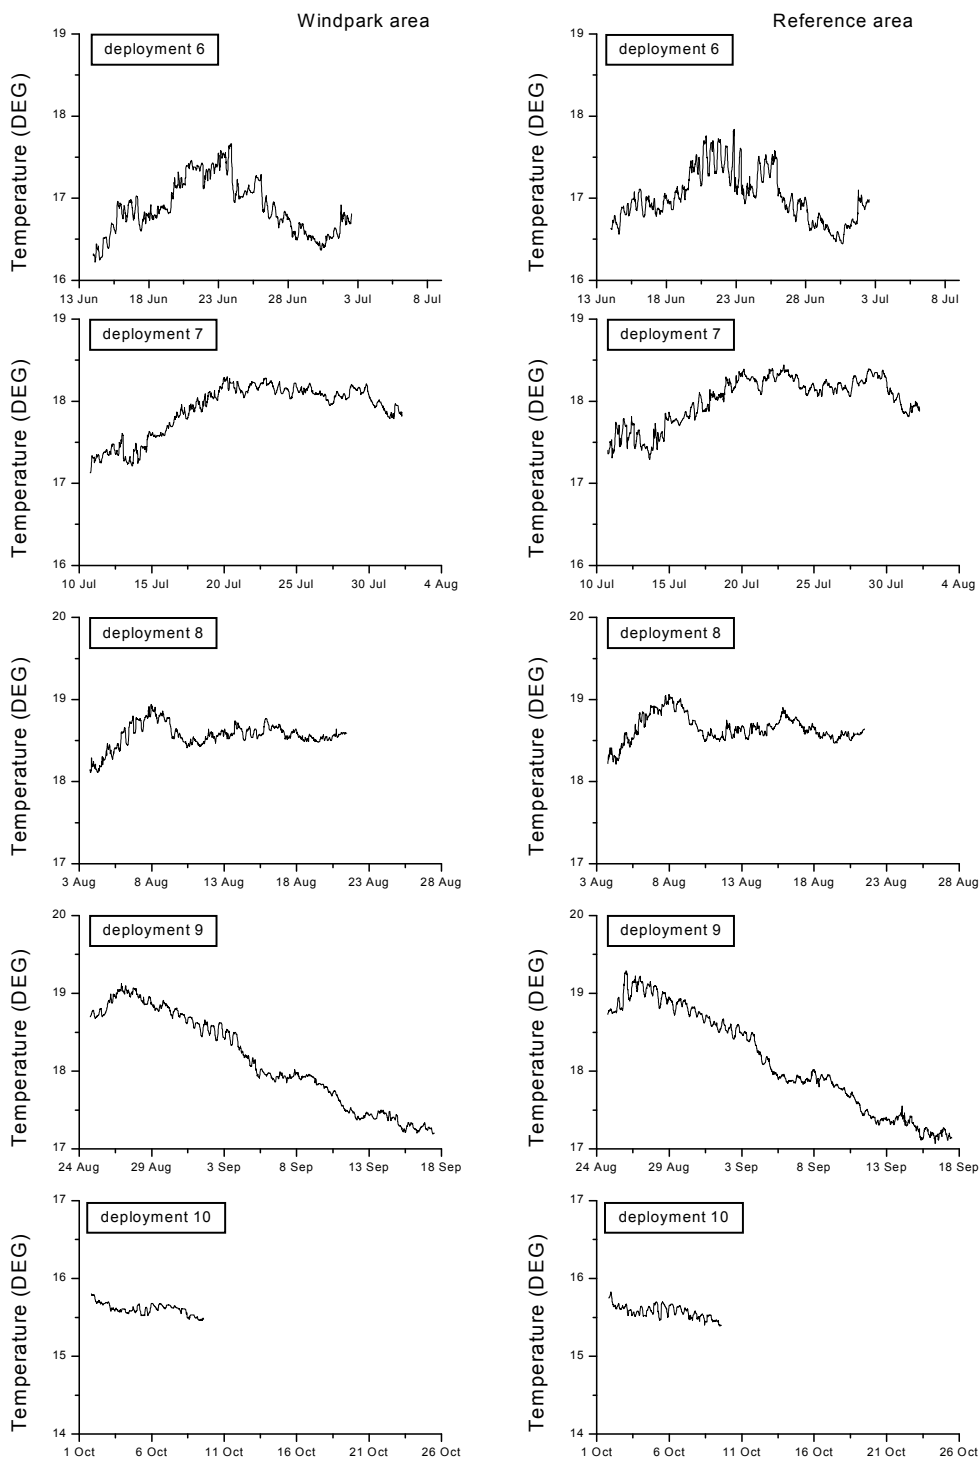 Windpark area
Reference area
deployment 6
19
18
17
16
Temperature (DEG)
13 Jun 18 Jun 23 Jun 28 Jun 3 Jul 8 Jul
deployment 6
19
18
17
16
Temperature (DEG)
13 Jun 18 Jun 23 Jun 28 Jun 3 Jul 8 Jul
deployment 7
19
18
17
16
Temperature (DEG)
10 Jul 15 Jul 20 Jul 25 Jul 30 Jul 4 Aug
deployment 7
19
18
17
16
Temperature (DEG)
10 Jul 15 Jul 20 Jul 25 Jul 30 Jul 4 Aug
deployment 8
20
19
18
17
Temperature (DEG)
3 Aug 8 Aug 13 Aug 18 Aug 23 Aug 28 Aug
deployment 8
20
19
18
17
Temperature (DEG)
3 Aug 8 Aug 13 Aug 18 Aug 23 Aug 28 Aug
deployment 9
20
19
18
17
Temperature (DEG)
24 Aug 29 Aug 3 Sep 8 Sep 13 Sep 18 Sep
deployment 9
20
19
18
17
Temperature (DEG)
24 Aug 29 Aug 3 Sep 8 Sep 13 Sep 18 Sep
deployment 10
17
16
15
14
Temperature (DEG)
1 Oct 6 Oct 11 Oct 16 Oct 21 Oct 26 Oct
deployment 10
17
16
15
14
Temperature (DEG)
1 Oct 6 Oct 11 Oct 16 Oct 21 Oct 26 Oct